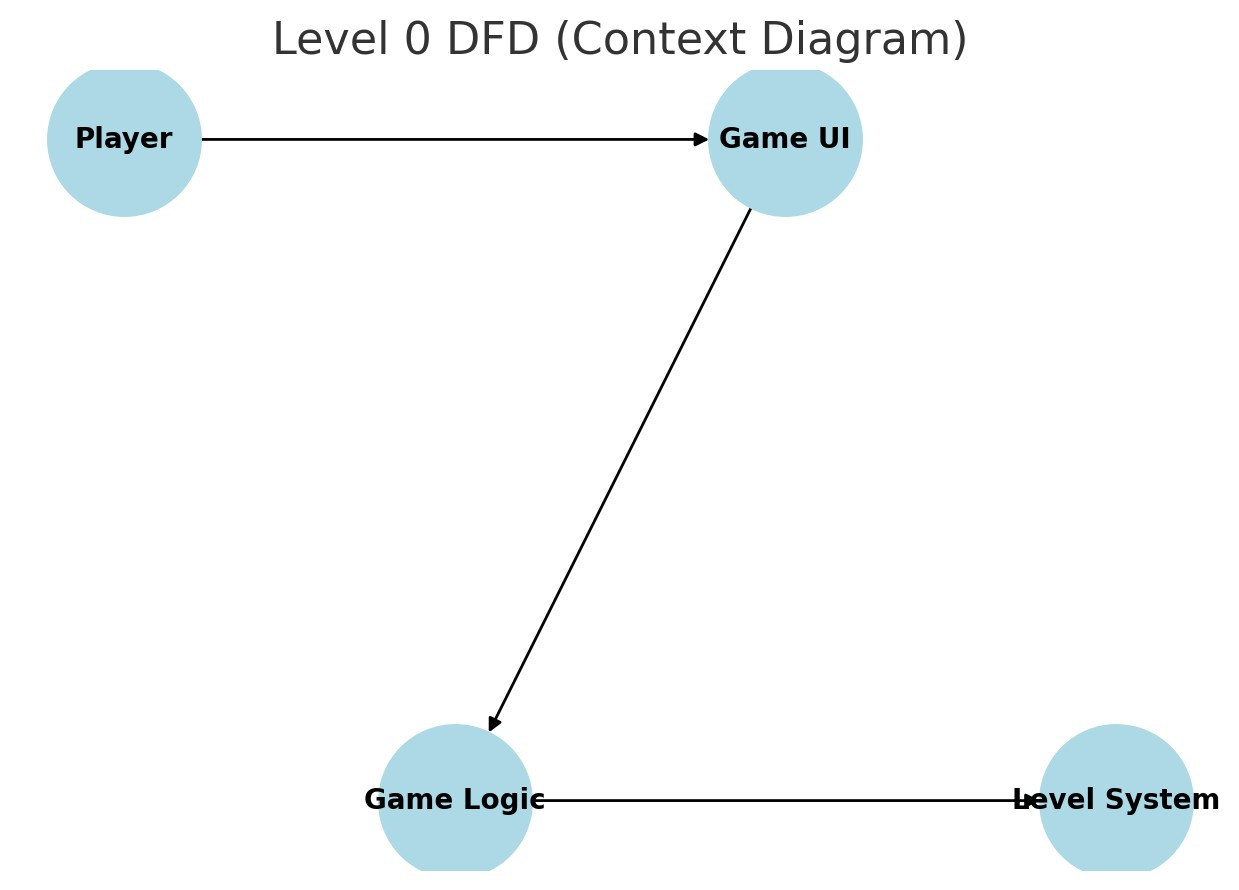 Level 0 DFD (Context Diagram)
Player
Game UI
Game Logic
Level System